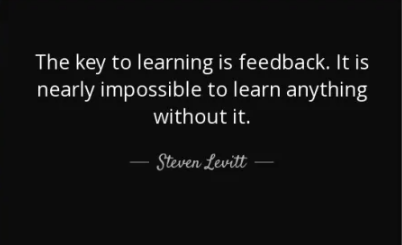 The key to learning is feedback. It is
nearly impossible to learn anything
without it.
Steven Levitt